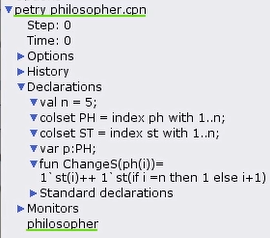 petry philosopher.cpn
Step: 0
Time: 0
Options
History
Declarations
val n = 5;
colset PH = index ph with 1..n;
colset ST = index st with 1..n;
var p:PH;
fun ChangeS(ph(i))=
1`st(i)++ 1`st(if i =n then 1 else i+1)
Standard declarations
Monitors
philosopher